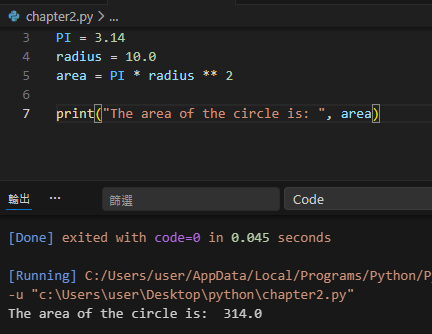 chapter2.py > ...
3 PI = 3.14
4 radius = 10.0
5 area = PI * radius ** 2
6
7 print("The area of the circle is: ", area)
輸出 ... 篩選 Code
[Done] exited with code=0 in 0.045 seconds
[Running] C:/Users/user/AppData/Local/Programs/Python/P
-u "c:\Users\user\Desktop\python\chapter2.py"
The area of the circle is:  314.0